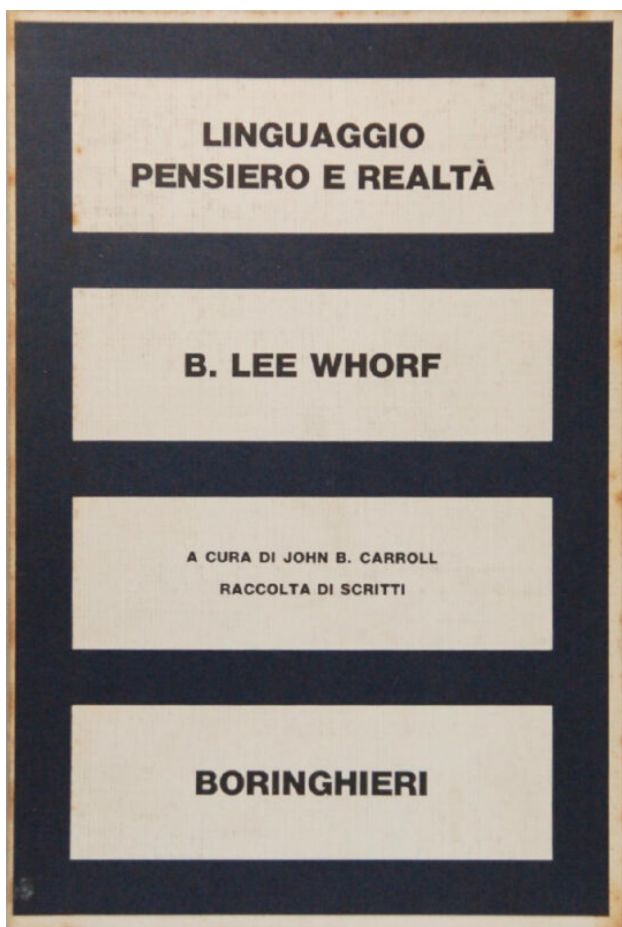 LINGUAGGIO
PENSIERO E REALTÀ
B. LEE WHORF
A CURA DI JOHN B. CARROLL
RACCOLTA DI SCRITTI
BORINGHIERI